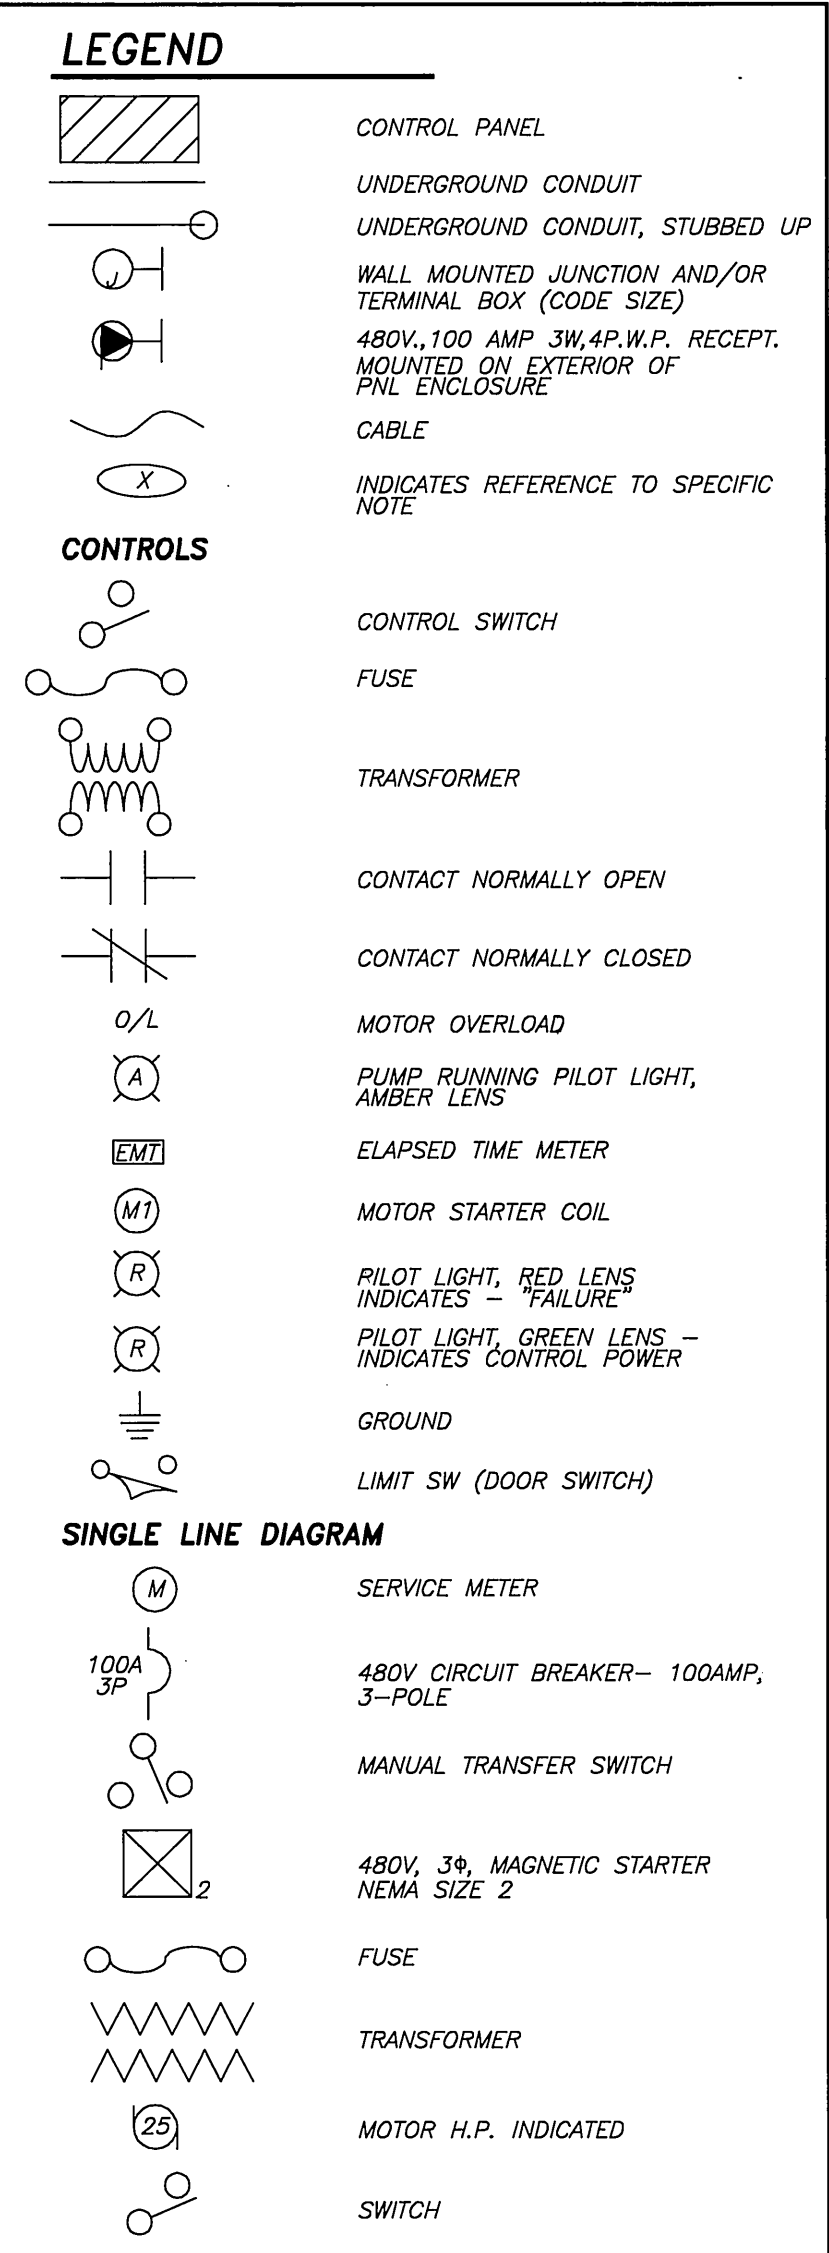 LEGEND
CONTROL PANEL
UNDERGROUND CONDUIT
UNDERGROUND CONDUIT, STUBBED UP
J
WALL MOUNTED JUNCTION AND/OR
TERMINAL BOX (CODE SIZE)
480V.,100 AMP 3W,4P.W.P. RECEPT.
MOUNTED ON EXTERIOR OF
PNL ENCLOSURE
CABLE
X
INDICATES REFERENCE TO SPECIFIC
NOTE
CONTROLS
CONTROL SWITCH
FUSE
TRANSFORMER
CONTACT NORMALLY OPEN
CONTACT NORMALLY CLOSED
O/L
MOTOR OVERLOAD
A
PUMP RUNNING PILOT LIGHT,
AMBER LENS
EMT
ELAPSED TIME METER
M1
MOTOR STARTER COIL
R
PILOT LIGHT, RED LENS
INDICATES – "FAILURE"
R
PILOT LIGHT, GREEN LENS –
INDICATES CONTROL POWER
GROUND
LIMIT SW (DOOR SWITCH)
SINGLE LINE DIAGRAM
M
SERVICE METER
100A
3P
480V CIRCUIT BREAKER– 100AMP,
3–POLE
MANUAL TRANSFER SWITCH
2
480V, 3Φ, MAGNETIC STARTER
NEMA SIZE 2
FUSE
TRANSFORMER
25
MOTOR H.P. INDICATED
SWITCH